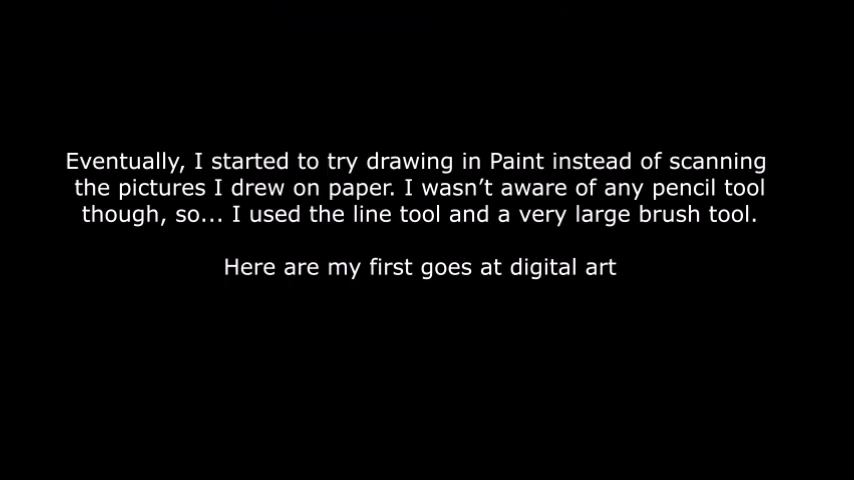 Eventually, I started to try drawing in Paint instead of scanning
the pictures I drew on paper. I wasn’t aware of any pencil tool
though, so... I used the line tool and a very large brush tool.
Here are my first goes at digital art